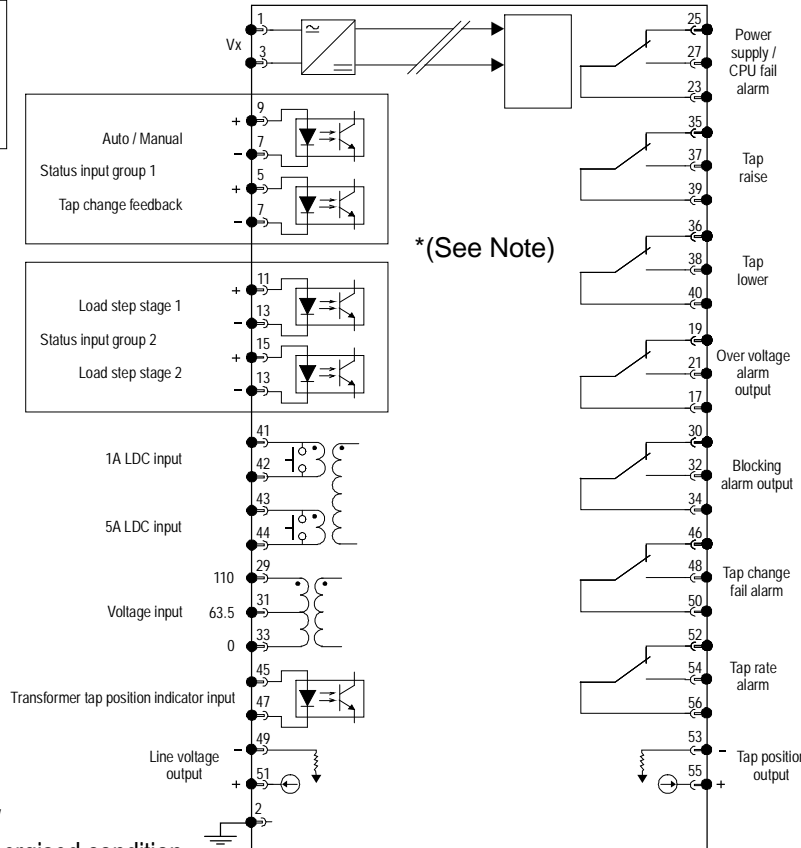 1
Vx
3
9
+
Auto / Manual
7
−
Status input group 1
5
+
Tap change feedback
7
−
11
+
Load step stage 1
13
−
Status input group 2
15
+
Load step stage 2
13
−
41
1A LDC input
42
43
5A LDC input
44
29
110
31
Voltage input 63.5
33
0
45
Transformer tap position indicator input
47
49
−
Line voltage
output
51
+
2
*(See Note)
25
27
23
Power
supply /
CPU fail
alarm
35
37
39
Tap
raise
36
38
40
Tap
lower
19
21
17
Over voltage
alarm
output
30
32
34
Blocking
alarm output
46
48
50
Tap change
fail alarm
52
54
56
Tap rate
alarm
53
−
Tap position
output
55
+
condition